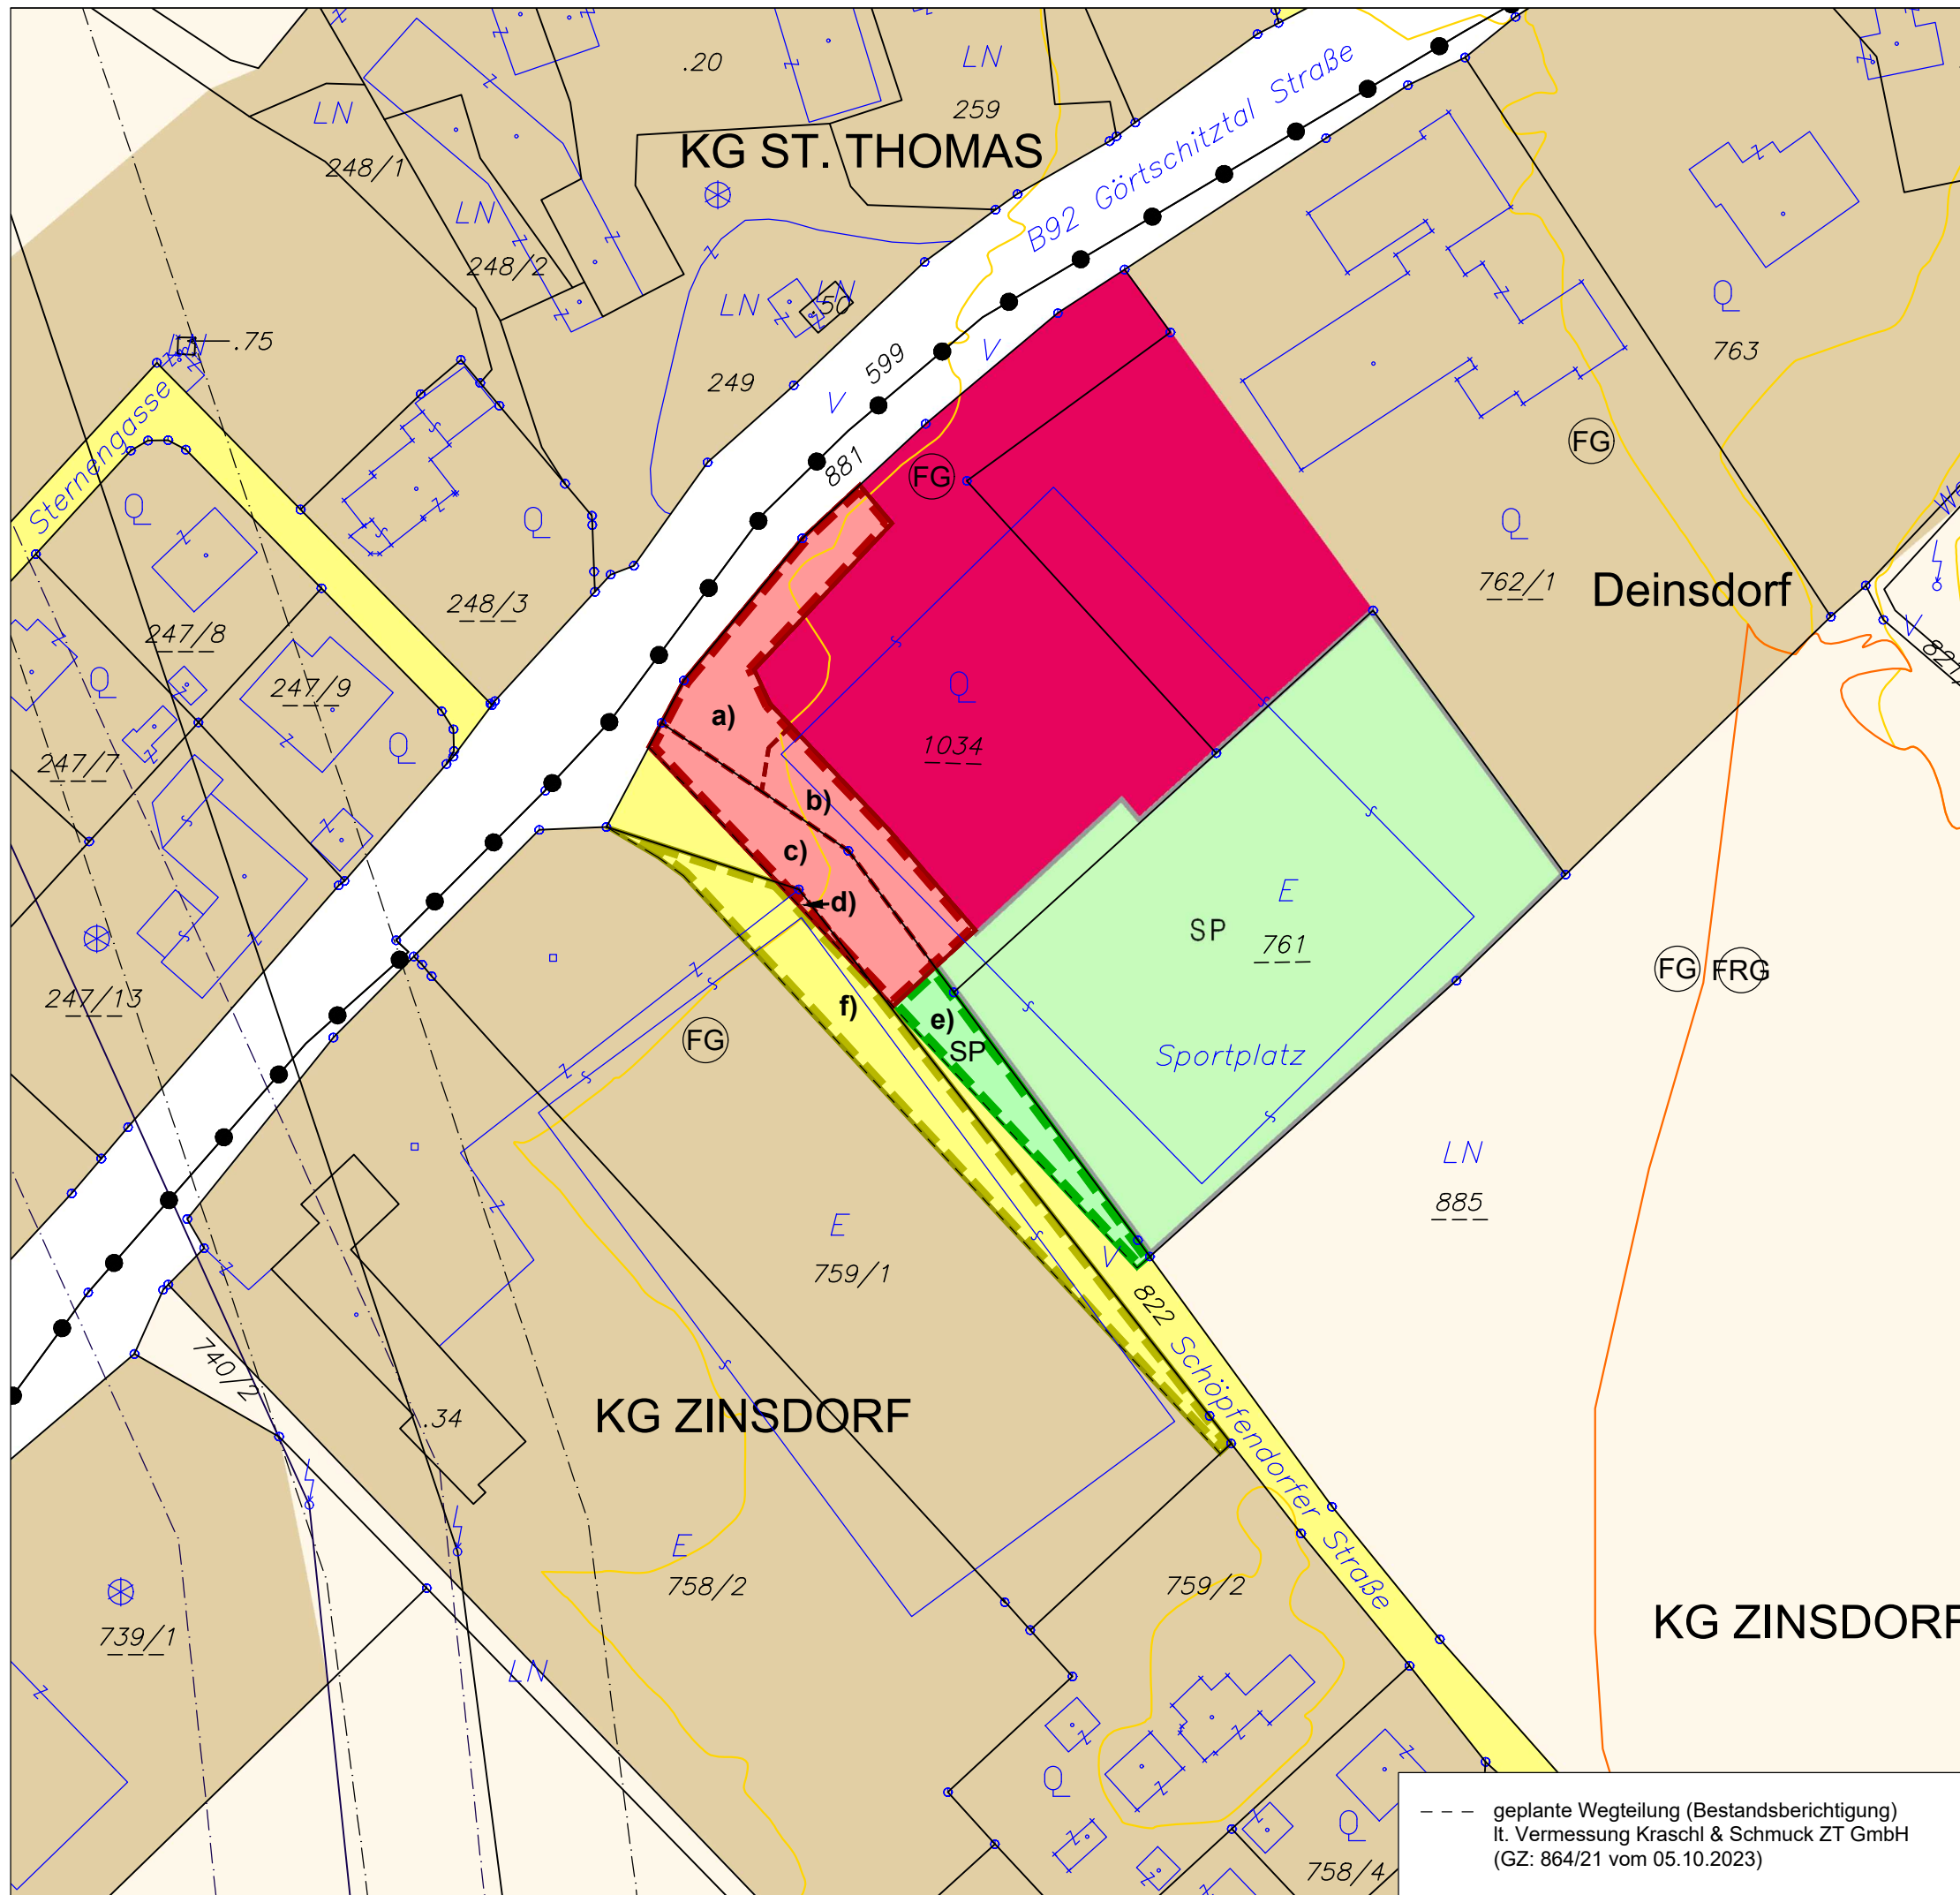 .20
LN
259
LN
248/1
KG ST. THOMAS
B92 Görtschitztal Straße
LN
248/2
LN
LN
.50
Q
763
.75
LN
249
599
V
V
Sternengasse
881
FG
FG
Q
Q
Q
248/3
762/1
Deinsdorf
247/8
Q
247/9
Q
a)
Q
1034
V
821
247/7
b)
c)
d)
E
SP
761
FG
FRG
247/13
f)
e)
SP
FG
Sportplatz
LN
885
E
759/1
V
822
Schöpfendorfer Straße
740/2
.34
KG ZINSDORF
E
758/2
759/2
739/1
KG ZINSDORF
LN
Q
Q
758/4
geplante Wegteilung (Bestandsberichtigung)
lt. Vermessung Kraschl & Schmuck ZT GmbH
(GZ: 864/21 vom 05.10.2023)